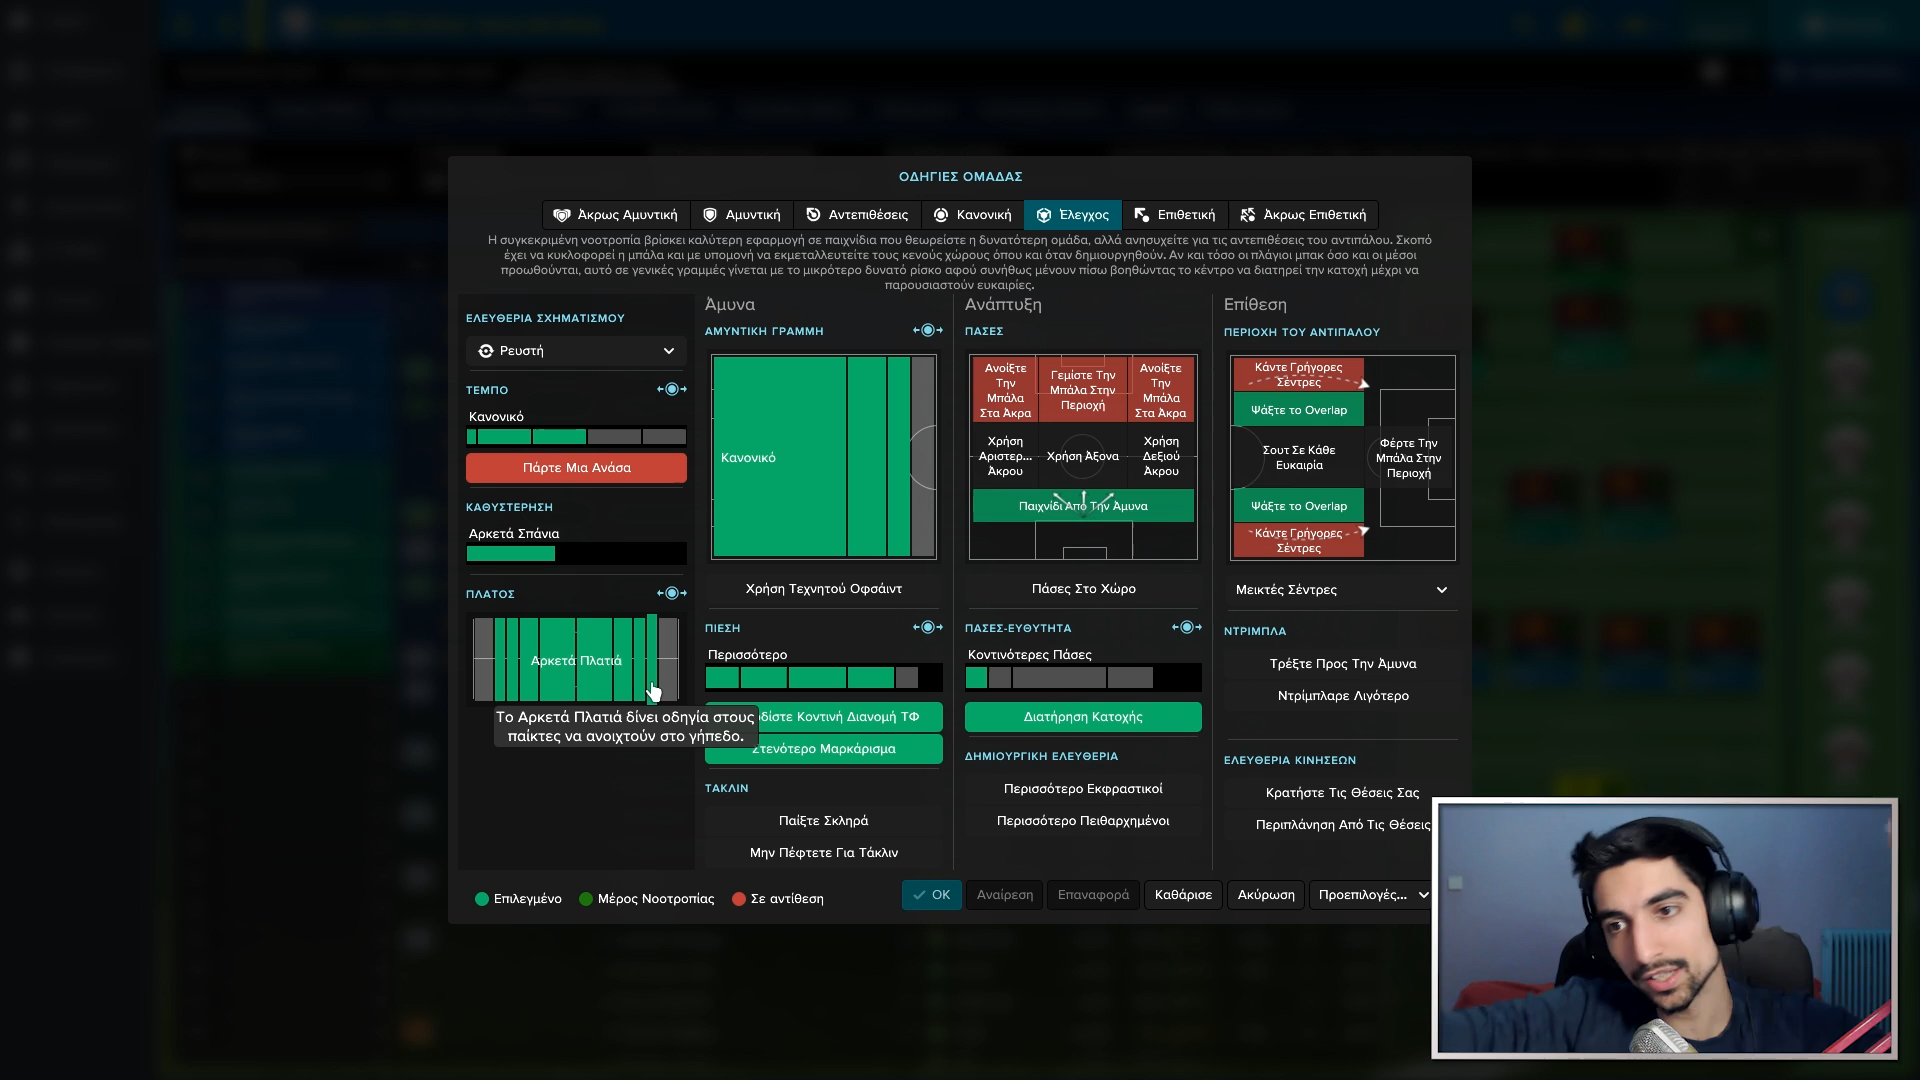 ΟΔΗΓΙΕΣ ΟΜΑΔΑΣ
Άκρως Αμυντική
Αμυντική
Αντεπιθέσεις
Κανονική
Έλεγχος
Επιθετική
Άκρως Επιθετική
Η συγκεκριμένη νοοτροπία βρίσκει καλύτερη εφαρμογή σε παιχνίδια που θεωρείστε η δυνατότερη ομάδα, αλλά ανησυχείτε για τις αντεπιθέσεις του αντιπάλου. Σκοπό
έχει να κυκλοφορεί η μπάλα και με υπομονή να εκμεταλλευτείτε τους κενούς χώρους όπου και όταν δημιουργηθούν. Αν και τόσο οι πλάγιοι μπακ όσο και οι μέσοι
προωθούνται, αυτό σε γενικές γραμμές γίνεται με το μικρότερο δυνατό ρίσκο αφού συνήθως μένουν πίσω βοηθώντας το κέντρο να διατηρεί την κατοχή μέχρι να
παρουσιαστούν ευκαιρίες.
ΕΛΕΥΘΕΡΙΑ ΣΧΗΜΑΤΙΣΜΟΥ
Ρευστή
ΤΕΜΠΟ
Κανονικό
Πάρτε Μια Ανάσα
ΚΑΘΥΣΤΕΡΗΣΗ
Αρκετά Σπάνια
ΠΛΑΤΟΣ
Αρκετά Πλατιά
Το Αρκετά Πλατιά δίνει οδηγία στους
παίκτες να ανοιχτούν στο γήπεδο.
Άμυνα
ΑΜΥΝΤΙΚΗ ΓΡΑΜΜΗ
Κανονικό
Χρήση Τεχνητού Οφσάιντ
ΠΙΕΣΗ
Περισσότερο
δίστε Κοντινή Διανομή ΤΦ
Στενότερο Μαρκάρισμα
ΤΑΚΛΙΝ
Παίξτε Σκληρά
Μην Πέφτετε Για Τάκλιν
Ανάπτυξη
ΠΑΣΕΣ
Ανοίξτε
Την
Μπάλα
Στα Άκρα
Γεμίστε Την
Μπάλα Στην
Περιοχή
Ανοίξτε
Την
Μπάλα
Στα Άκρα
Χρήση
Αριστερ...
Άκρου
Χρήση Άξονα
Χρήση
Δεξιού
Άκρου
Παιχνίδι Από Την Άμυνα
Πάσες Στο Χώρο
ΠΑΣΕΣ-ΕΥΘΥΤΗΤΑ
Κοντινότερες Πάσες
Διατήρηση Κατοχής
ΔΗΜΙΟΥΡΓΙΚΗ ΕΛΕΥΘΕΡΙΑ
Περισσότερο Εκφραστικοί
Περισσότερο Πειθαρχημένοι
Επίθεση
ΠΕΡΙΟΧΗ ΤΟΥ ΑΝΤΙΠΑΛΟΥ
Κάντε Γρήγορες
Σέντρες
Ψάξτε το Overlap
Σουτ Σε Κάθε
Ευκαιρία
Φέρτε Την
Μπάλα Στην
Περιοχή
Ψάξτε το Overlap
Κάντε Γρήγορες
Σέντρες
Μεικτές Σέντρες
ΝΤΡΙΜΠΛΑ
Τρέξτε Προς Την Άμυνα
Ντρίμπλαρε Λιγότερο
ΕΛΕΥΘΕΡΙΑ ΚΙΝΗΣΕΩΝ
Κρατήστε Τις Θέσεις Σας
Περιπλάνηση Από Τις Θέσεις
Επιλεγμένο
Μέρος Νοοτροπίας
Σε αντίθεση
OK
Αναίρεση
Επαναφορά
Καθάρισε
Ακύρωση
Προεπιλογές...